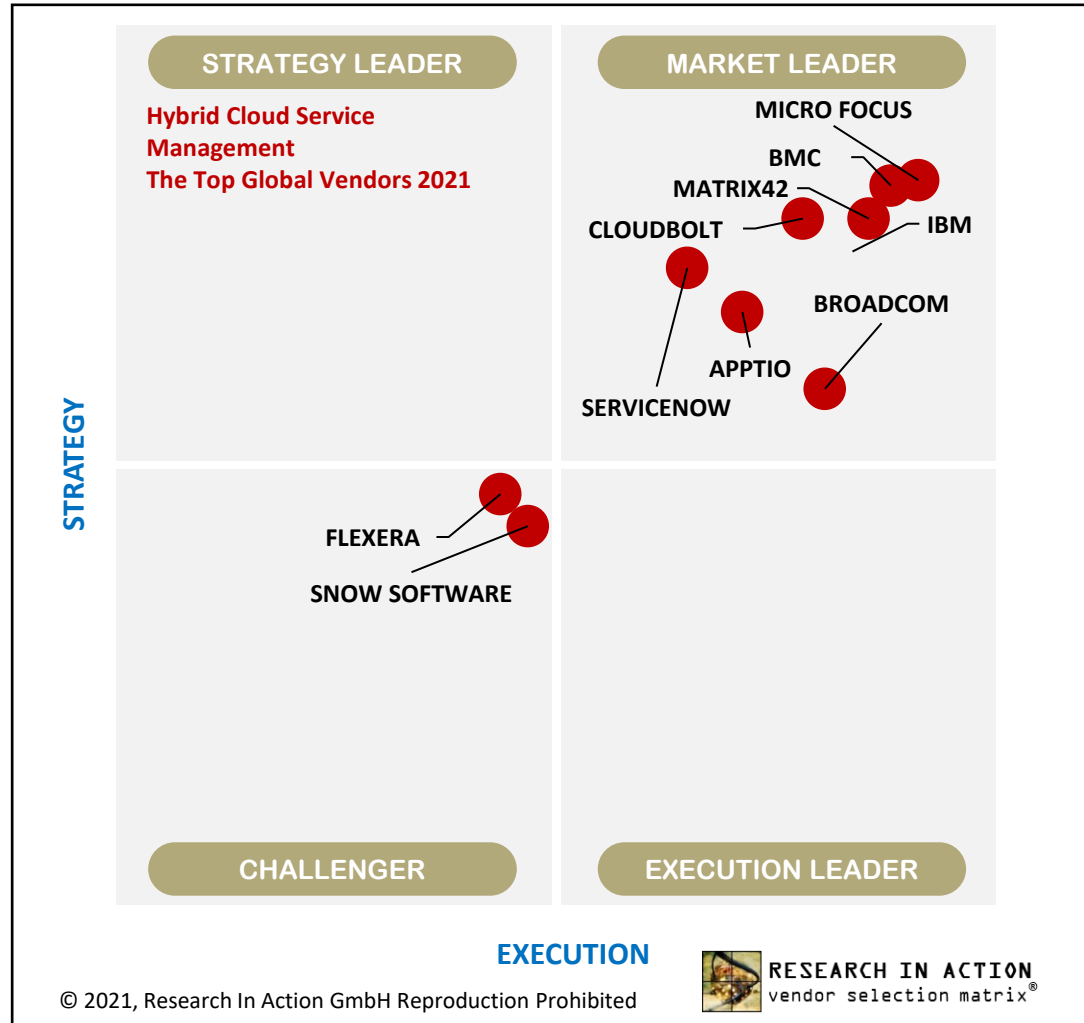 STRATEGY LEADER
MARKET LEADER
Hybrid Cloud Service
Management
The Top Global Vendors 2021
MICRO FOCUS
BMC
MATRIX42
CLOUDBOLT
IBM
BROADCOM
APPTIO
SERVICENOW
STRATEGY
FLEXERA
SNOW SOFTWARE
CHALLENGER
EXECUTION LEADER
EXECUTION
RESEARCH IN ACTION
vendor selection matrix®
© 2021, Research In Action GmbH Reproduction Prohibited